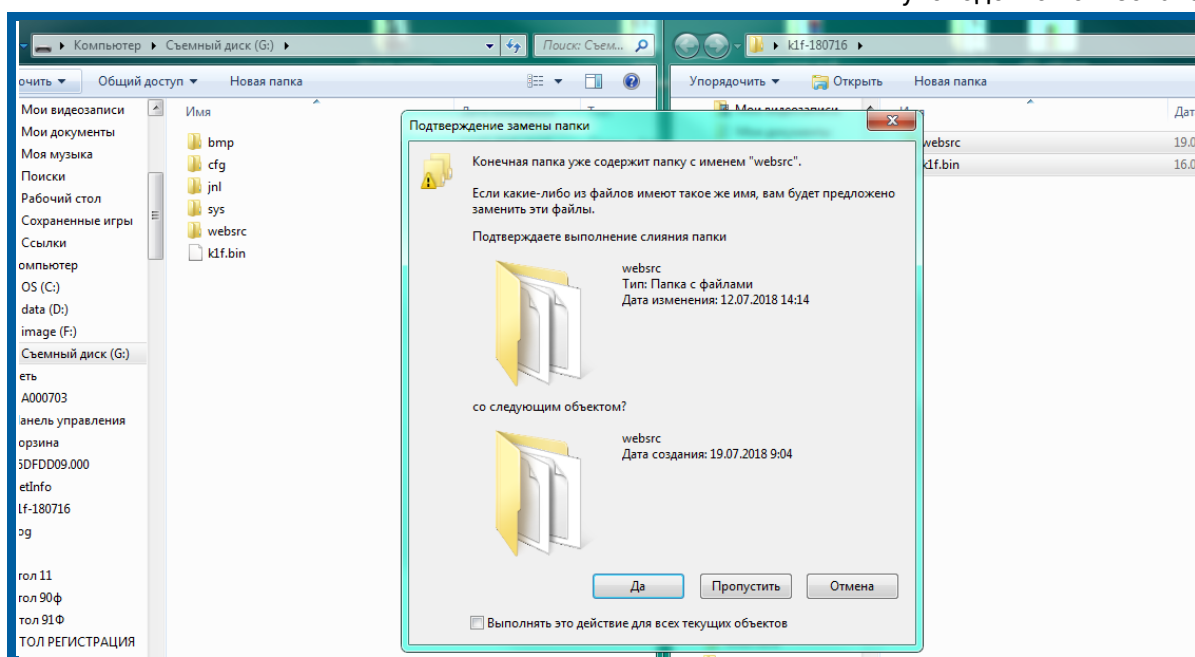 Компьютер ▸ Съемный диск (G:) ▸
Поиск: Съем...
k1f-180716 ▸
очить
Общий доступ
Новая папка
Упорядочить
Открыть
Новая папка
Мои видеозаписи
Мои документы
Моя музыка
Поиски
Рабочий стол
Сохраненные игры
Ссылки
омпьютер
OS (C:)
data (D:)
image (F:)
Съемный диск (G:)
еть
A000703
анель управления
орзина
5DFDD09.000
etInfo
1f-180716
og
гол 11
гол 90ф
тол 91Ф
ТОЛ РЕГИСТРАЦИЯ
Имя
bmp
cfg
jnl
sys
websrc
k1f.bin
Подтверждение замены папки
Конечная папка уже содержит папку с именем "websrc".
Если какие-либо из файлов имеют такое же имя, вам будет предложено
заменить эти файлы.
Подтверждаете выполнение слияния папки
websrc
Тип: Папка с файлами
Дата изменения: 12.07.2018 14:14
со следующим объектом?
websrc
Дата создания: 19.07.2018 9:04
Да
Пропустить
Отмена
Выполнять это действие для всех текущих объектов
Мои видеозаписи
Дат
websrc
19.0
k1f.bin
16.0